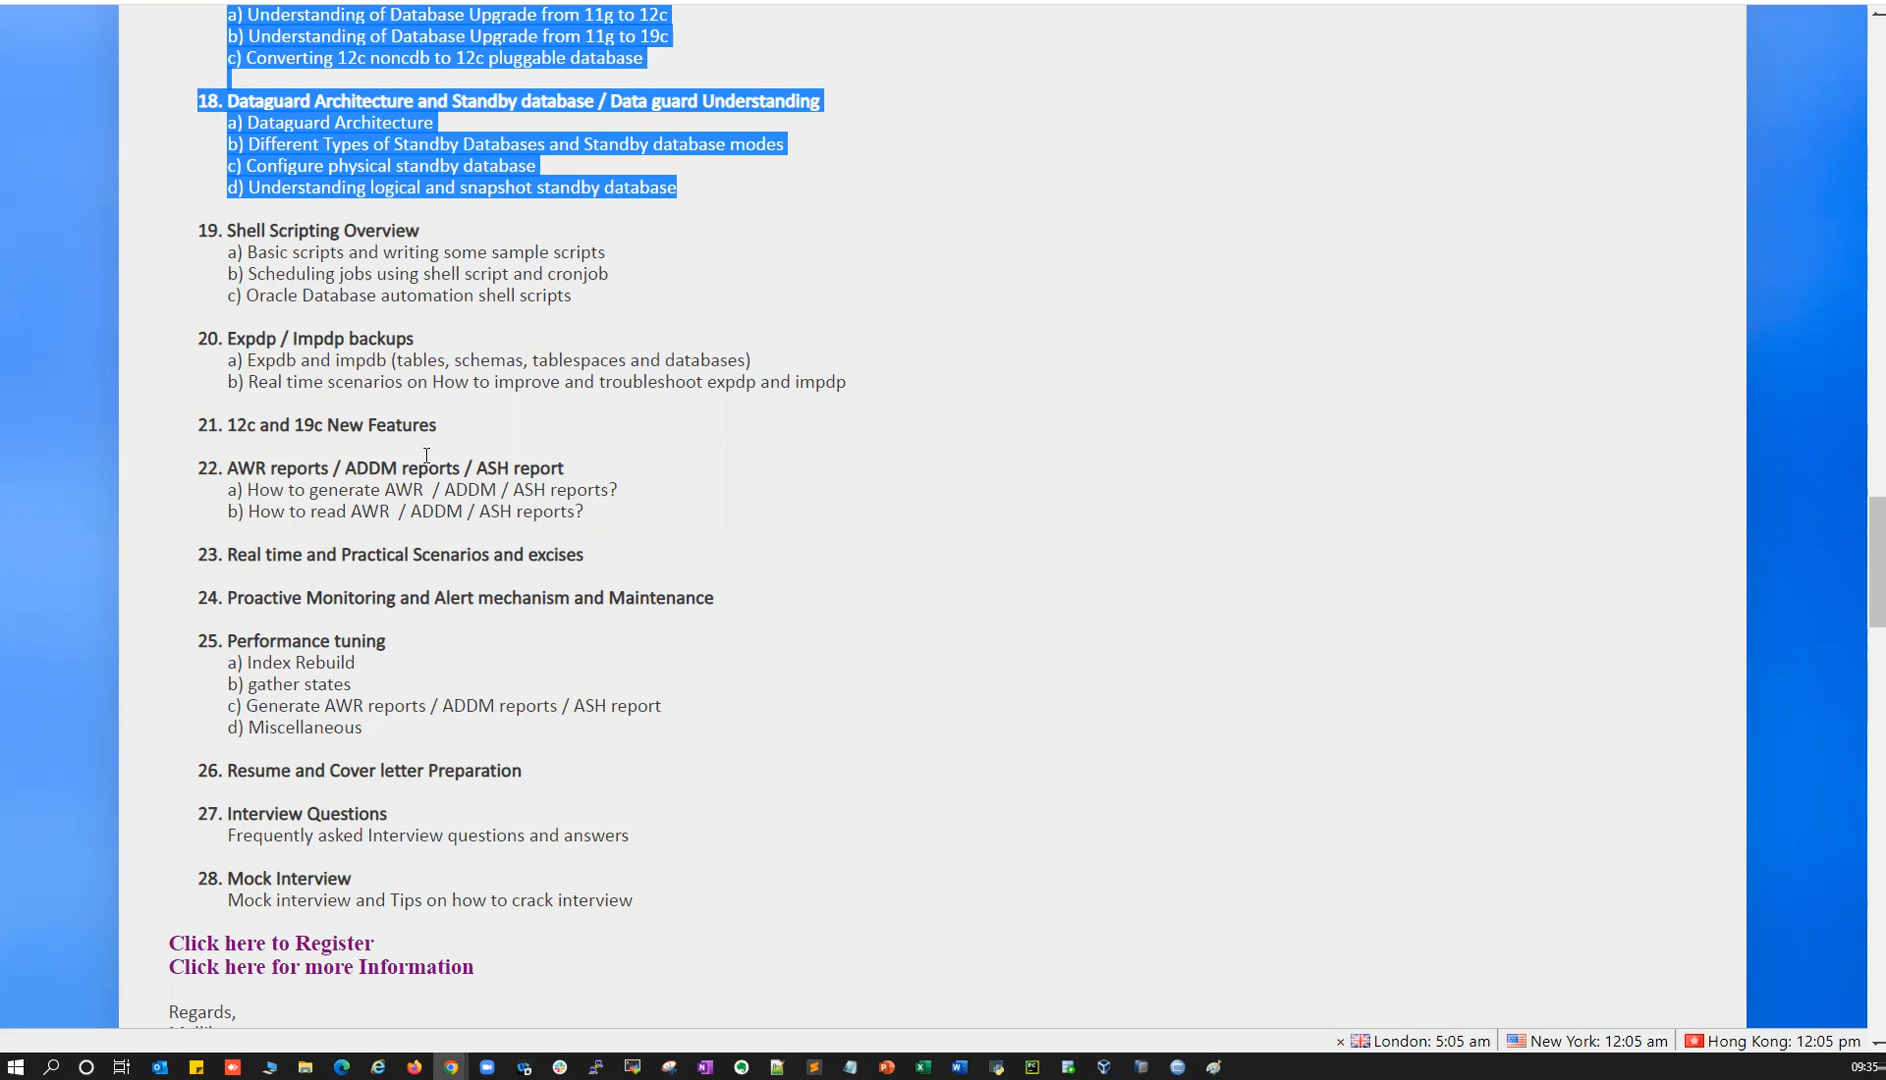 a) Understanding of Database Upgrade from 11g to 12c
b) Understanding of Database Upgrade from 11g to 19c
c) Converting 12c noncdb to 12c pluggable database
18. Dataguard Architecture and Standby database / Data guard Understanding
a) Dataguard Architecture
b) Different Types of Standby Databases and Standby database modes
c) Configure physical standby database
d) Understanding logical and snapshot standby database
19. Shell Scripting Overview
a) Basic scripts and writing some sample scripts
b) Scheduling jobs using shell script and cronjob
c) Oracle Database automation shell scripts
20. Expdp / Impdp backups
a) Expdb and impdb (tables, schemas, tablespaces and databases)
b) Real time scenarios on How to improve and troubleshoot expdp and impdp
21. 12c and 19c New Features
22. AWR reports / ADDM reports / ASH report
a) How to generate AWR / ADDM / ASH reports?
b) How to read AWR / ADDM / ASH reports?
23. Real time and Practical Scenarios and excises
24. Proactive Monitoring and Alert mechanism and Maintenance
25. Performance tuning
a) Index Rebuild
b) gather states
c) Generate AWR reports / ADDM reports / ASH report
d) Miscellaneous
26. Resume and Cover letter Preparation
27. Interview Questions
Frequently asked Interview questions and answers
28. Mock Interview
Mock interview and Tips on how to crack interview
Click here to Register
Click here for more Information
Regards,
× London: 5:05 am New York: 12:05 am Hong Kong: 12:05 pm
09:35